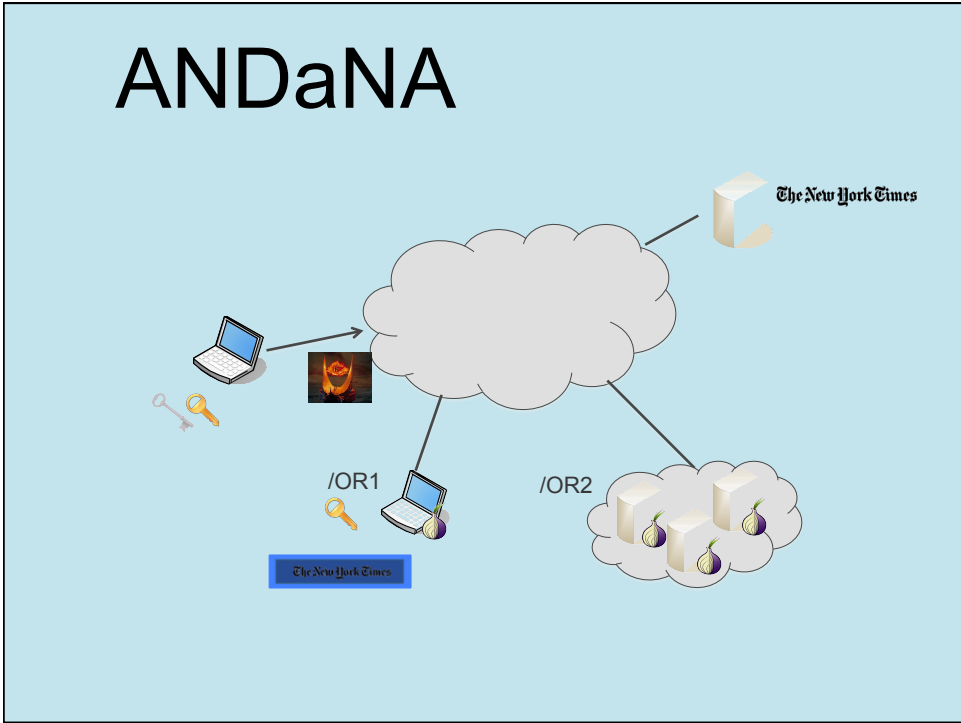 ANDaNA
The New York Times
/OR1
/OR2
The New York Times